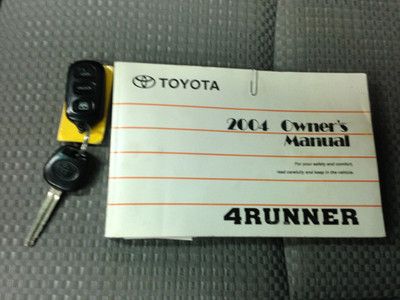 TOYOTA
2004 Owner's
Manual
For your safety and comfort,
read carefully and keep in the vehicle.
4RUNNER